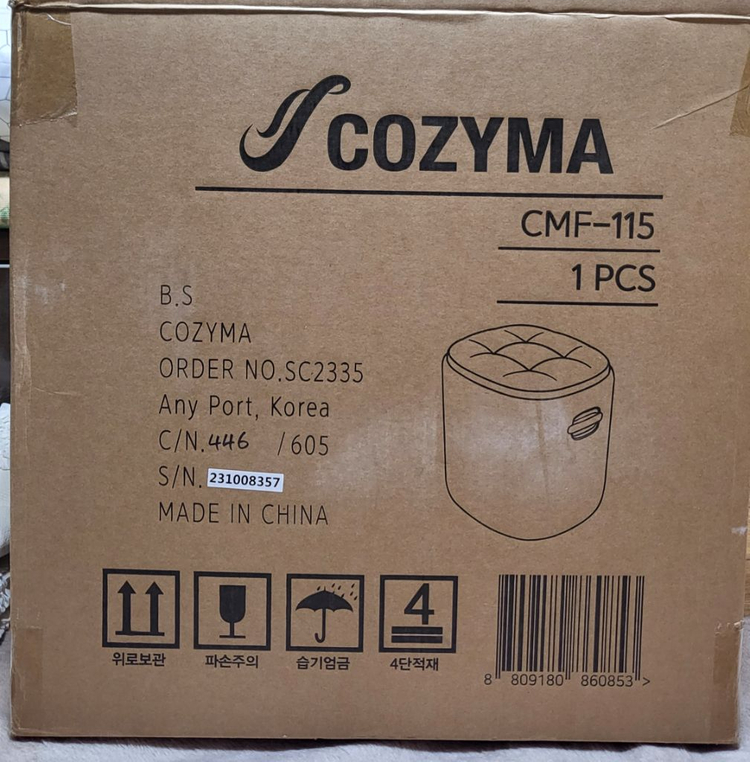 COZYMA
CMF-115
1 PCS
B.S
COZYMA
ORDER NO.SC2335
Any Port, Korea
C/N.446 /605
S/N. 231008357
MADE IN CHINA
4
위로보관 파손주의 습기엄금 4단적재
8 809180 860853 >